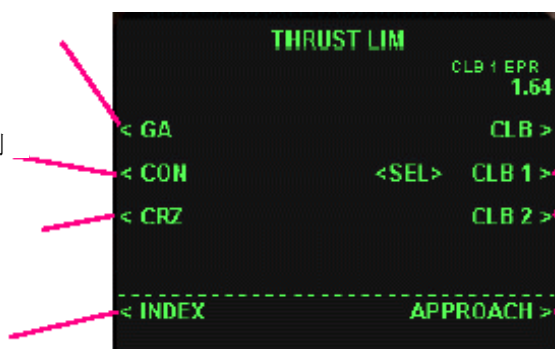 THRUST LIM
CLB 1 EPR
1.64
< GA CLB >
< CON <SEL> CLB 1 >
< CRZ CLB 2 >
< INDEX APPROACH >